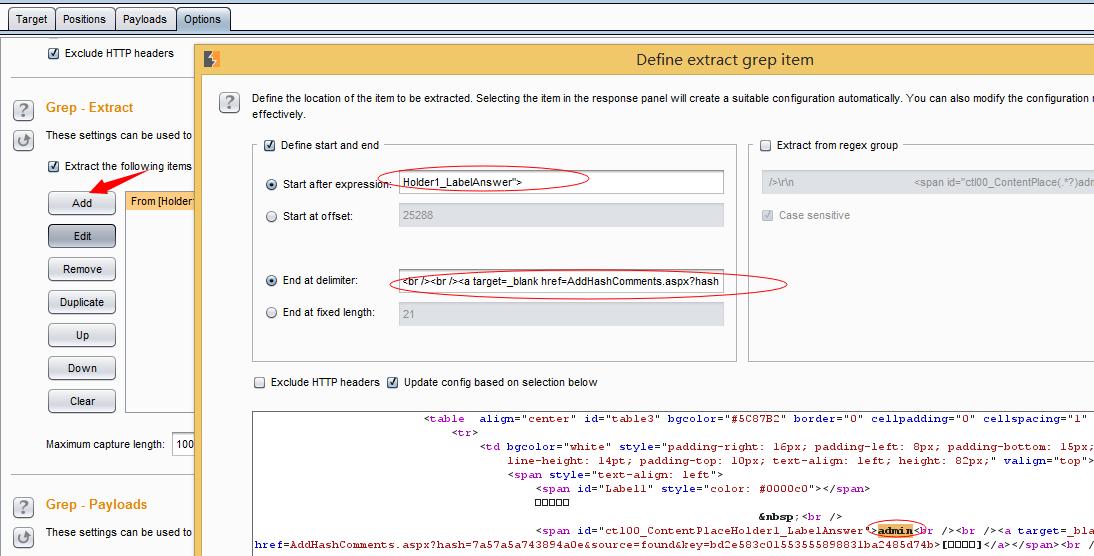 Target
Positions
Payloads
Options
Exclude HTTP headers
Grep - Extract
These settings can be used to
Extract the following items
Add
From [Holder
Edit
Remove
Duplicate
Up
Down
Clear
Maximum capture length:
100
Grep - Payloads
These settings can be used to
Define extract grep item
Define the location of the item to be extracted. Selecting the item in the response panel will create a suitable configuration automatically. You can also modify the configuration
effectively.
Define start and end
Start after expression:
Holder1_LabelAnswer">
Start at offset:
25288
End at delimiter:
<br /><br /><a target=_blank href=AddHashComments.aspx?hash
End at fixed length:
21
Extract from regex group
/>\r\n <span id="ctl00_ContentPlace(.*?)adm
Case sensitive
Exclude HTTP headers
Update config based on selection below
<table align="center" id="table3" bgcolor="#5C87B2" border="0" cellpadding="0" cellspacing="1"
<tr>
<td bgcolor="white" style="padding-right: 16px; padding-left: 8px; padding-bottom: 15px;
line-height: 14pt; padding-top: 10px; text-align: left; height: 82px;" valign="top">
<span style="text-align: left">
<span id="Label1" style="color: #0000c0"></span>
□□□□□
&nbsp;<br />
<span id="ctl00_ContentPlaceHolder1_LabelAnswer">admin<br /><br /><a target=_bla
href=AddHashComments.aspx?hash=7a57a5a743894a0e&source=found&key=bd2e583c01553555898831ba2485d74b>[□□□□]</a></span><br /